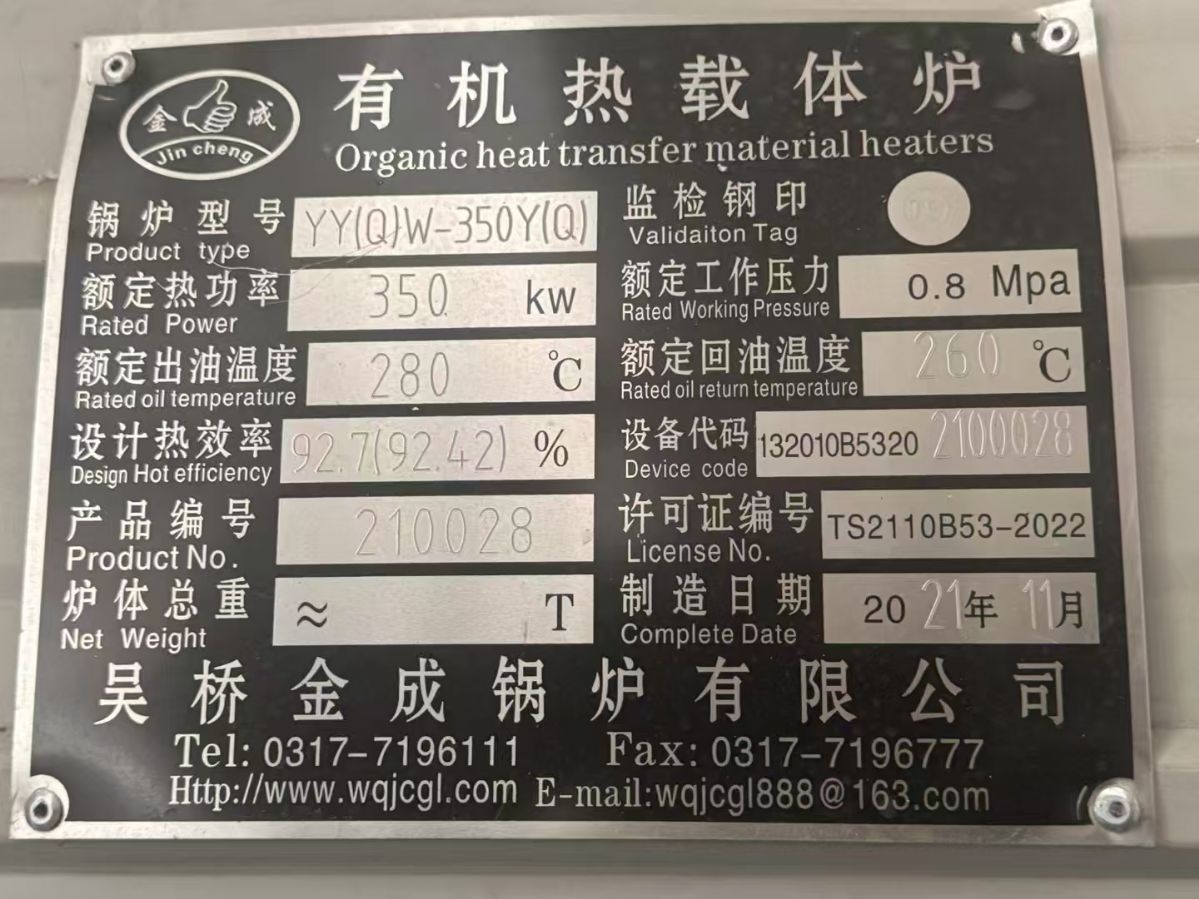 金 成
Jin cheng
有机热载体炉
Organic heat transfer material heaters
锅炉型号 YY(Q)W-350Y(Q) 监检钢印
Product type Validaiton Tag
额定热功率 350 kw 额定工作压力 0.8 Mpa
Rated Power Rated Working Pressure
额定出油温度 280 ℃ 额定回油温度 260 ℃
Rated oil temperature Rated oil return temperature
设计热效率 92.7(92.42) % 设备代码 132010B5320 2100028
Design Hot efficiency Device code
产品编号 210028 许可证编号 TS2110B53-2022
Product No. License No.
炉体总重 ≈ T 制造日期 2021年 11月
Net Weight Complete Date
吴桥金成锅炉有限公司
Tel: 0317-7196111 Fax: 0317-7196777
Http://www.wqjcgl.com E-mail:wqjcgl888@163.com